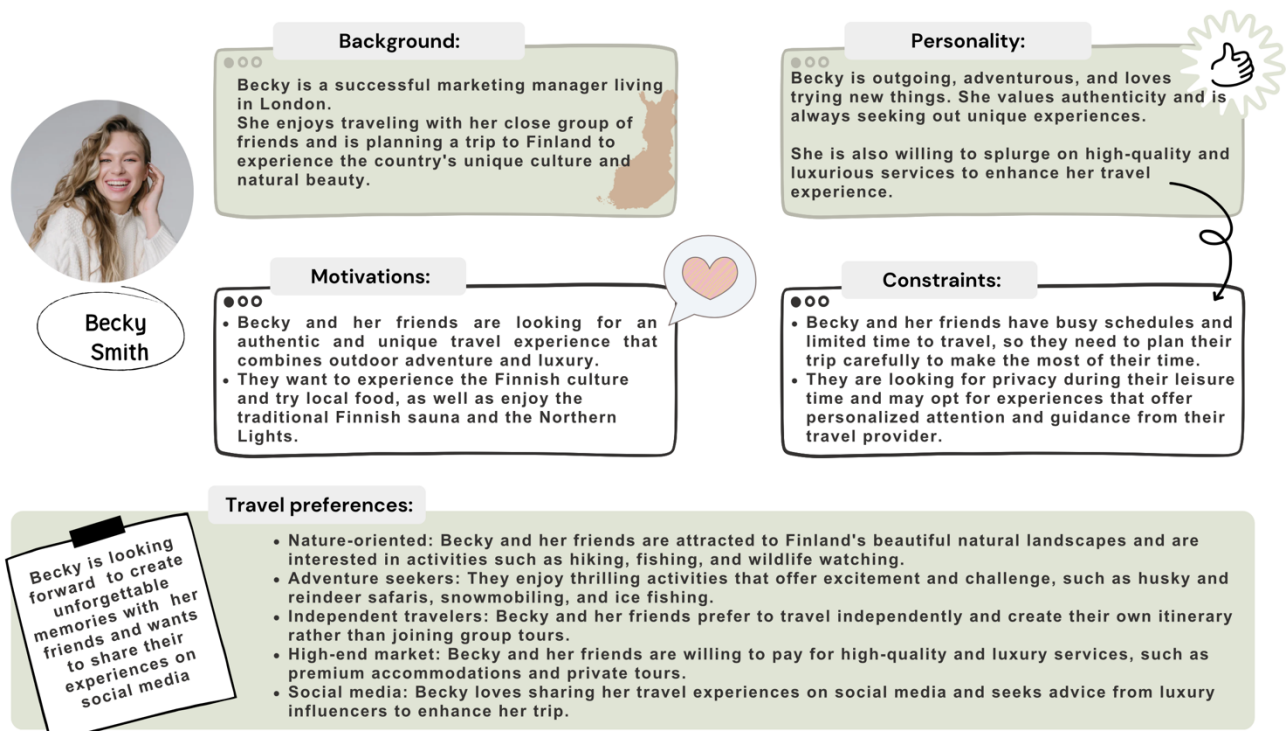 Background:
Becky is a successful marketing manager living
in London.
She enjoys traveling with her close group of
friends and is planning a trip to Finland to
experience the country's unique culture and
natural beauty.
Personality:
Becky is outgoing, adventurous, and loves
trying new things. She values authenticity and is
always seeking out unique experiences.
She is also willing to splurge on high-quality and
luxurious services to enhance her travel
experience.
Becky
Smith
Motivations:
• Becky and her friends are looking for an
authentic and unique travel experience that
combines outdoor adventure and luxury.
• They want to experience the Finnish culture
and try local food, as well as enjoy the
traditional Finnish sauna and the Northern
Lights.
Constraints:
• Becky and her friends have busy schedules and
limited time to travel, so they need to plan their
trip carefully to make the most of their time.
• They are looking for privacy during their leisure
time and may opt for experiences that offer
personalized attention and guidance from their
travel provider.
Travel preferences:
Becky is looking
forward to create
unforgettable
memories with her
friends and wants
to share their
experiences on
social media
• Nature-oriented: Becky and her friends are attracted to Finland's beautiful natural landscapes and are
interested in activities such as hiking, fishing, and wildlife watching.
• Adventure seekers: They enjoy thrilling activities that offer excitement and challenge, such as husky and
reindeer safaris, snowmobiling, and ice fishing.
• Independent travelers: Becky and her friends prefer to travel independently and create their own itinerary
rather than joining group tours.
• High-end market: Becky and her friends are willing to pay for high-quality and luxury services, such as
premium accommodations and private tours.
• Social media: Becky loves sharing her travel experiences on social media and seeks advice from luxury
influencers to enhance her trip.